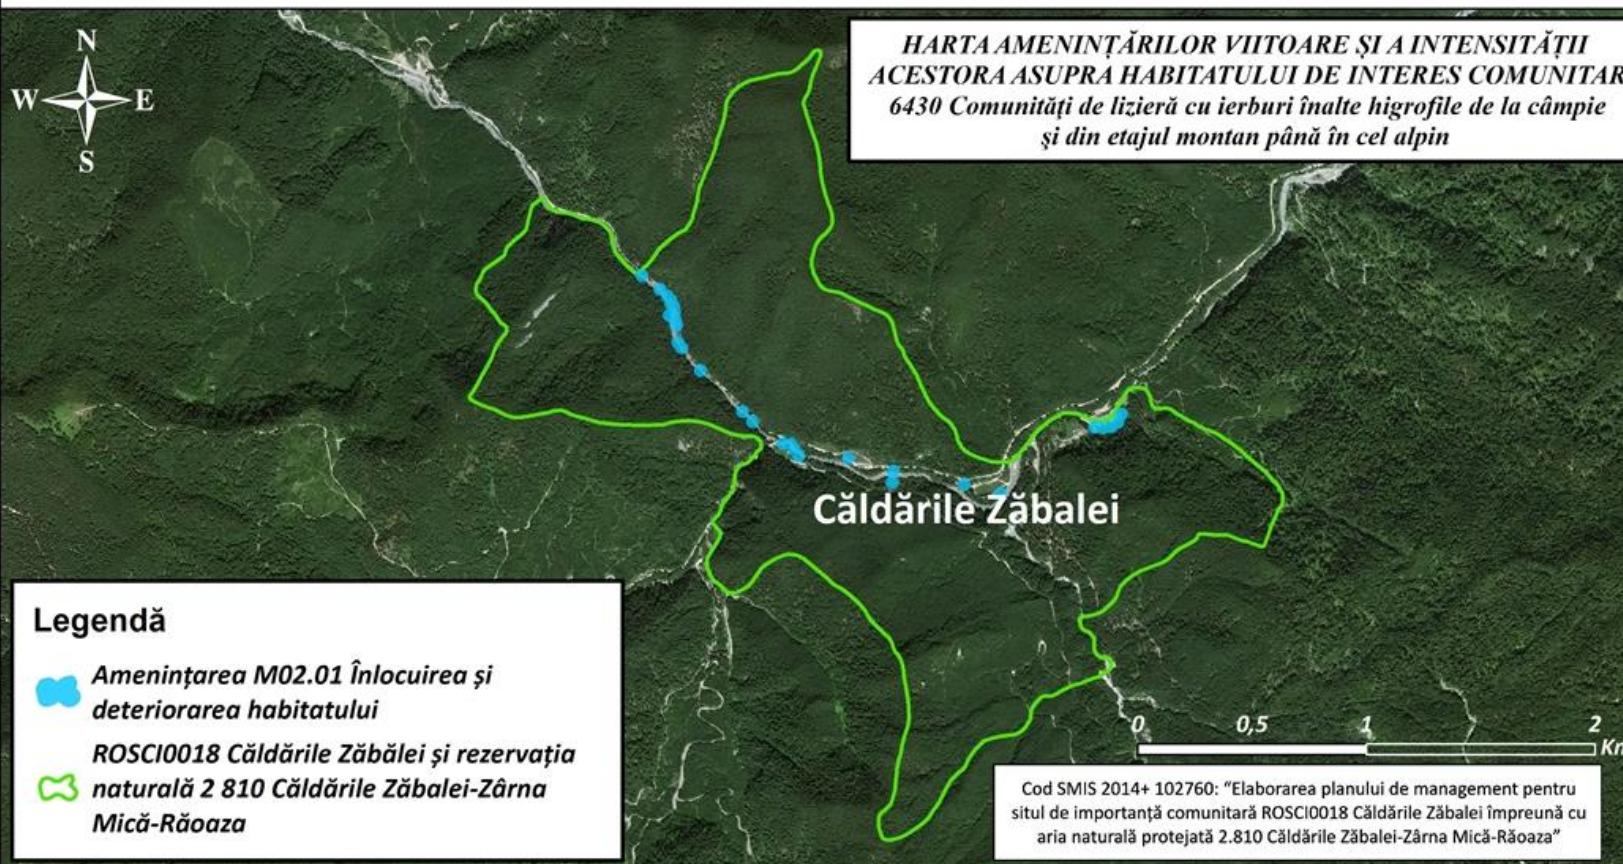 HARTA AMENINȚĂRILOR VIITOARE ȘI A INTENSITĂȚII
ACESTORA ASUPRA HABITATULUI DE INTERES COMUNITAR
6430 Comunități de lizieră cu ierburi înalte higrofile de la câmpie
și din etajul montan până în cel alpin
N
W E
S
Căldările Zăbalei
Legendă
Amenințarea M02.01 Înlocuirea și
deteriorarea habitatului
ROSCI0018 Căldările Zăbălei și rezervația
naturală 2 810 Căldările Zăbalei-Zârna
Mică-Răoaza
0 0,5 1 2
Km
Cod SMIS 2014+ 102760: “Elaborarea planului de management pentru
situl de importanță comunitară ROSCI0018 Căldările Zăbalei împreună cu
aria naturală protejată 2.810 Căldările Zăbalei-Zârna Mică-Răoaza”